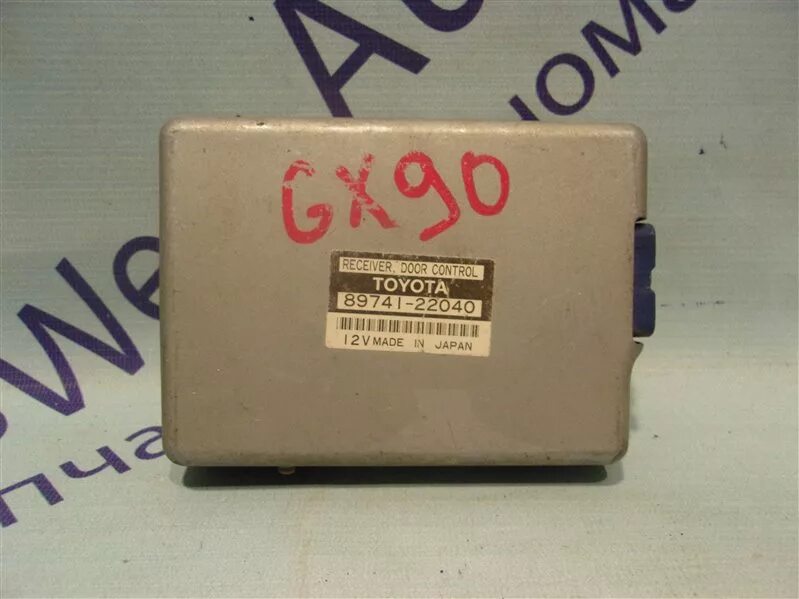 GX90
RECEIVER, DOOR CONTROL
TOYOTA
89741-22040
12V MADE IN JAPAN